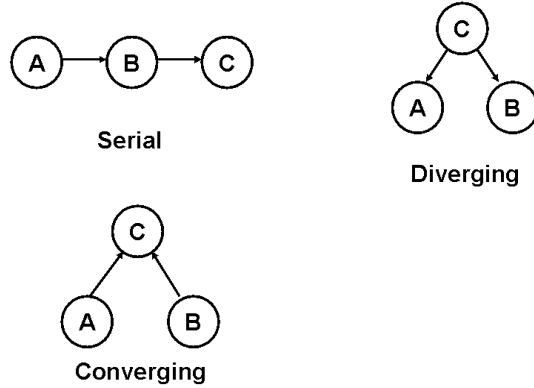 A B C
Serial
C
A B
Diverging
C
A B
Converging